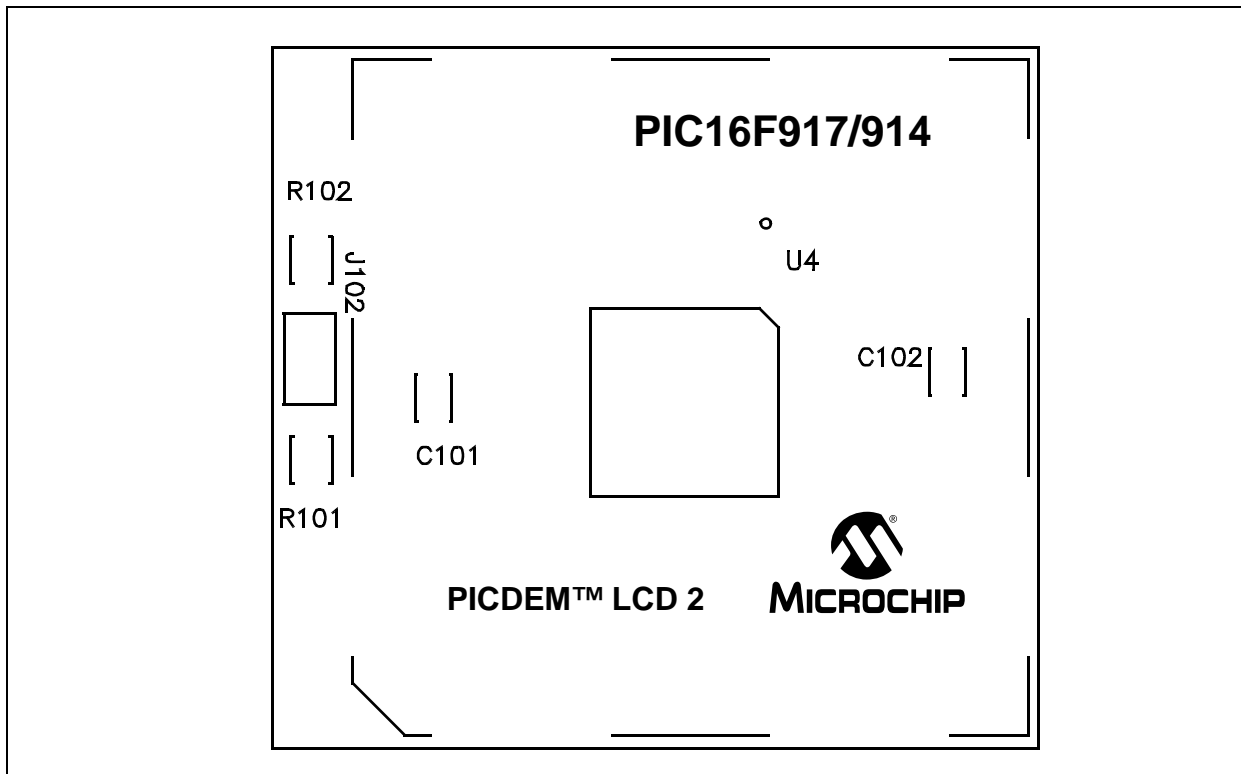 PIC16F917/914
R102
J102
U4
C102
C101
R101
PICDEM™ LCD 2
®
MICROCHIP